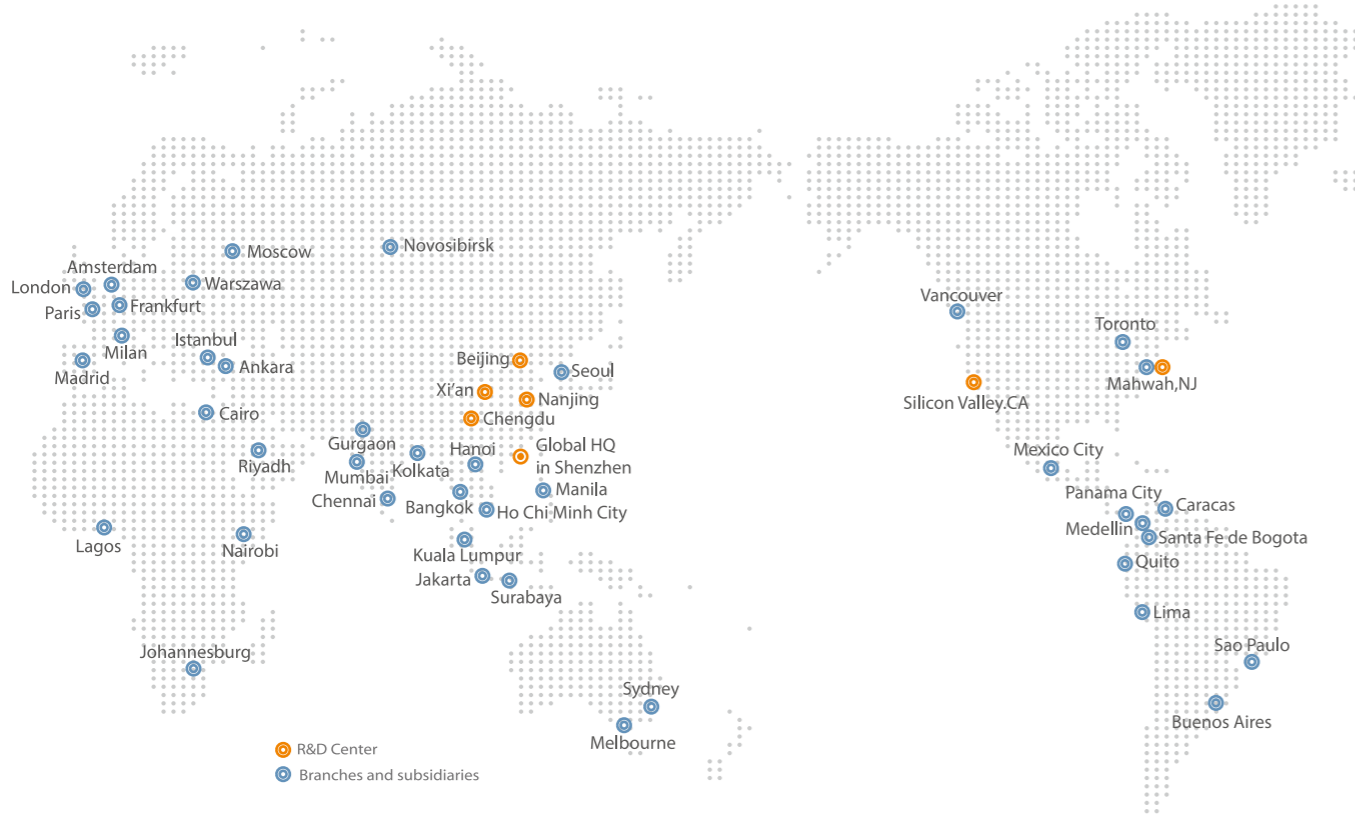 Moscow
Novosibirsk
Amsterdam
London
Warszawa
Paris
Frankfurt
Milan
Istanbul
Madrid
Ankara
Beijing
Seoul
Xi'an
Nanjing
Chengdu
Cairo
Riyadh
Gurgaon
Mumbai
Kolkata
Chennai
Hanoi
Global HQ
in Shenzhen
Bangkok
Manila
Ho Chi Minh City
Lagos
Nairobi
Kuala Lumpur
Jakarta
Surabaya
Johannesburg
Sydney
Melbourne
Vancouver
Toronto
Mahwah,NJ
Silicon Valley.CA
Mexico City
Panama City
Caracas
Medellin
Santa Fe de Bogota
Quito
Lima
Sao Paulo
Buenos Aires
R&D Center
Branches and subsidiaries